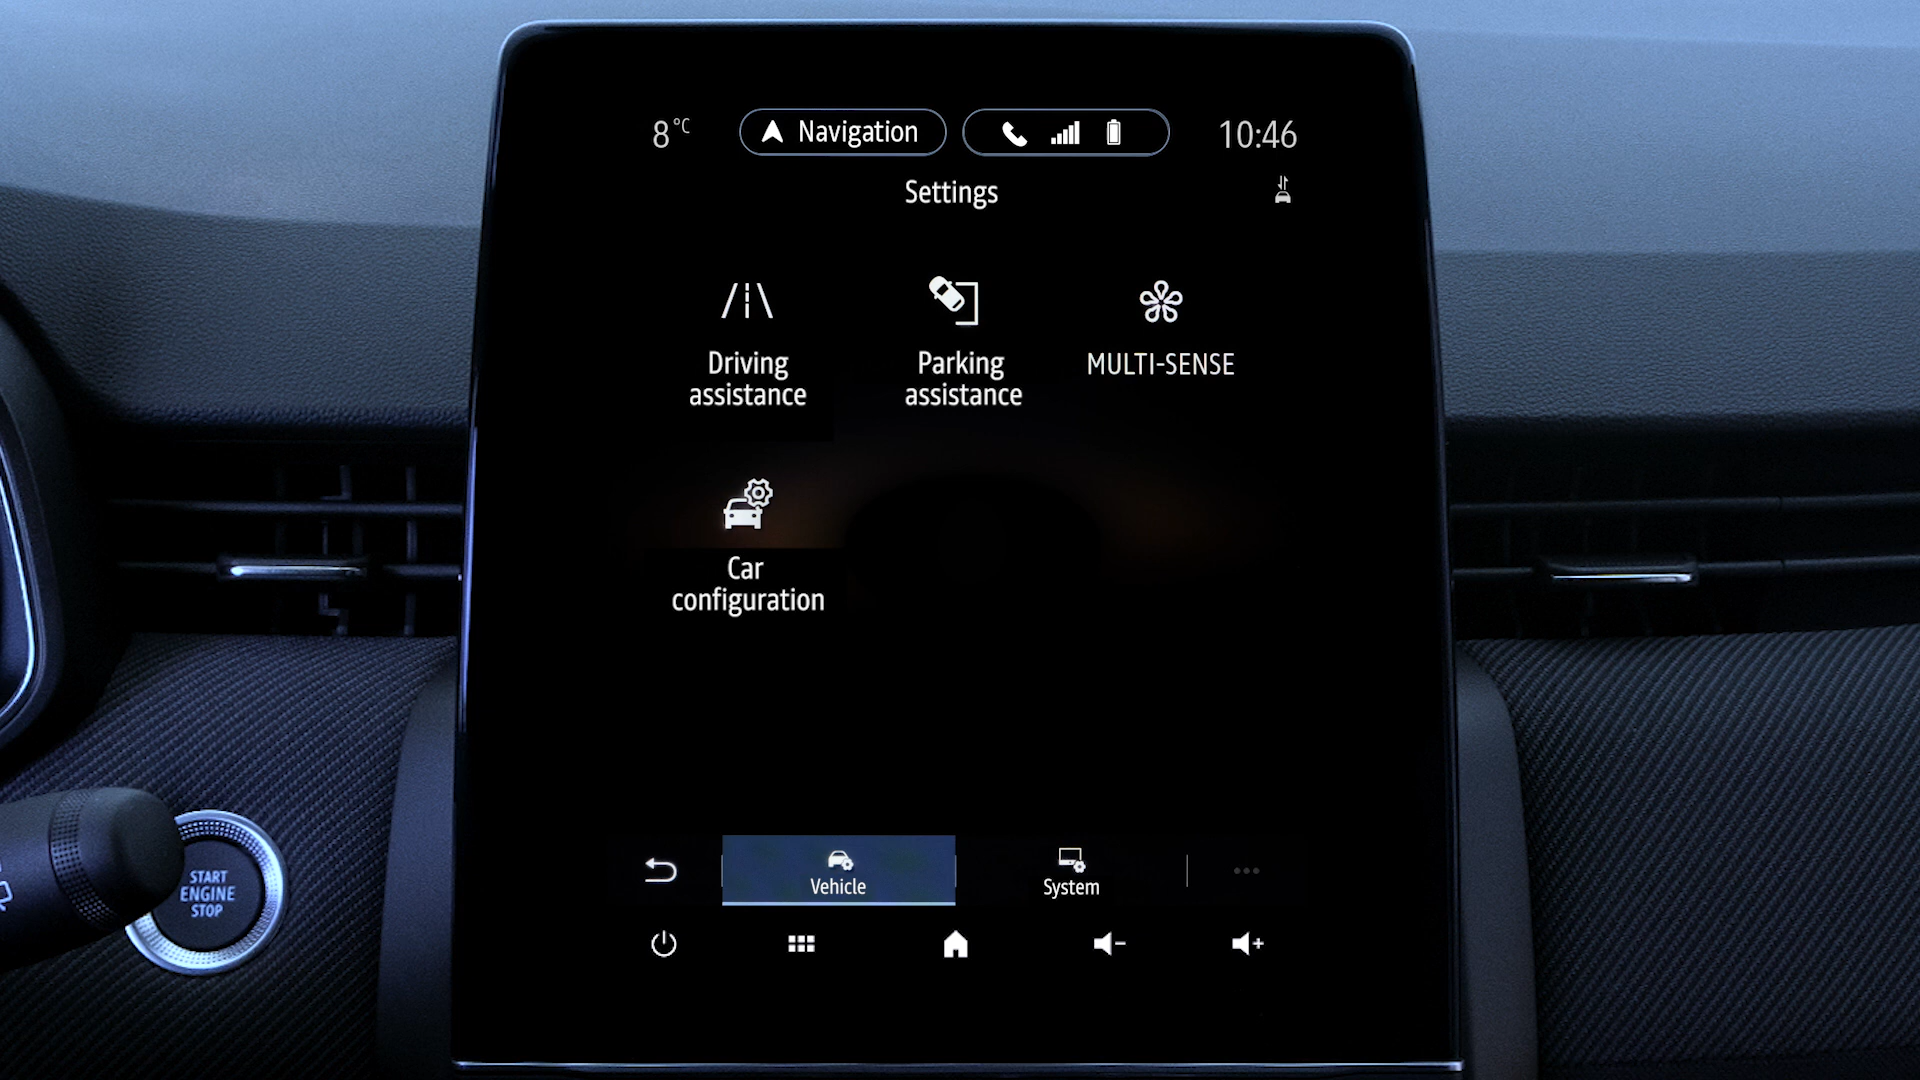 8°C
Navigation
10:46
Settings
Driving
assistance
Parking
assistance
MULTI-SENSE
Car
configuration
Vehicle
System
START
ENGINE
STOP